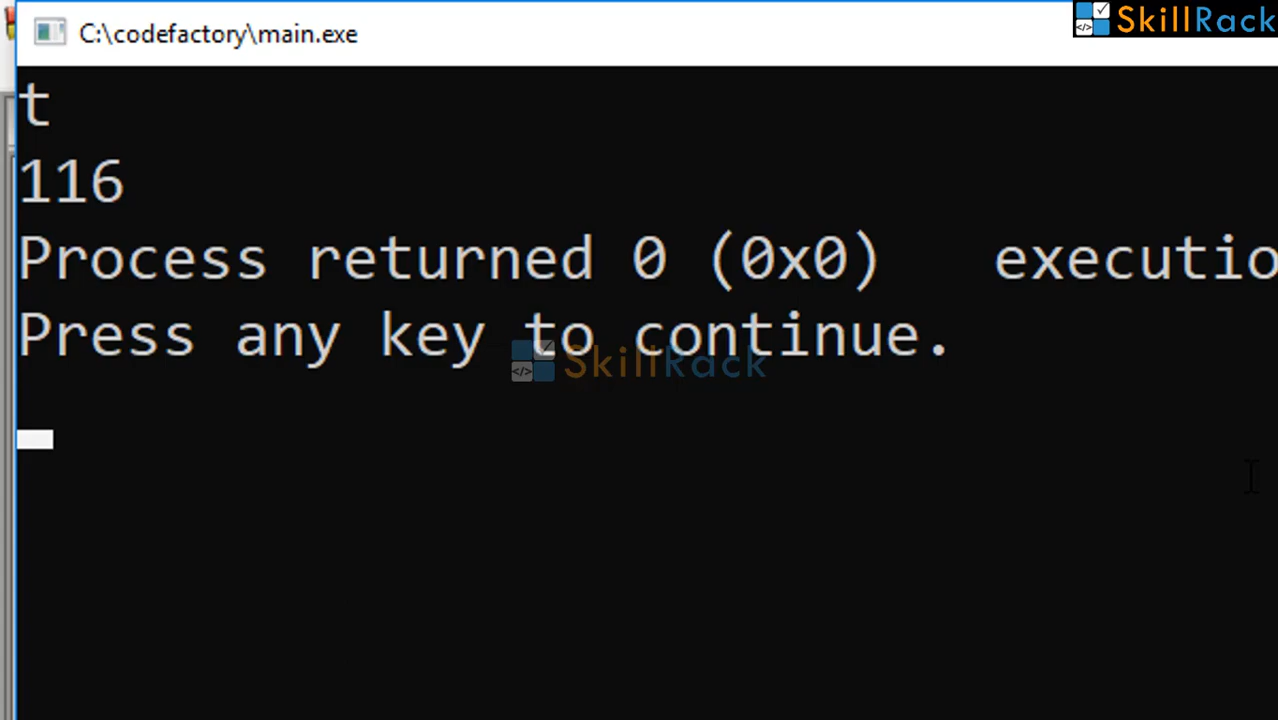 SkillRack
C:\codefactory\main.exe
t
116
Process returned 0 (0x0)   executio
Press any key to continue.
SkillRack